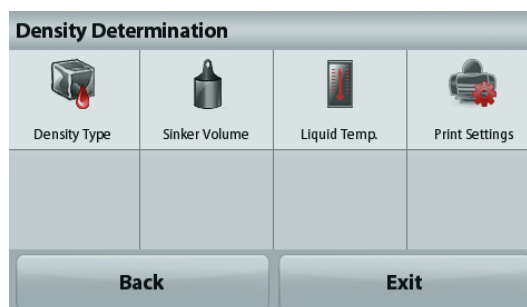 Density Determination
Density Type
Sinker Volume
Liquid Temp.
Print Settings
Back
Exit